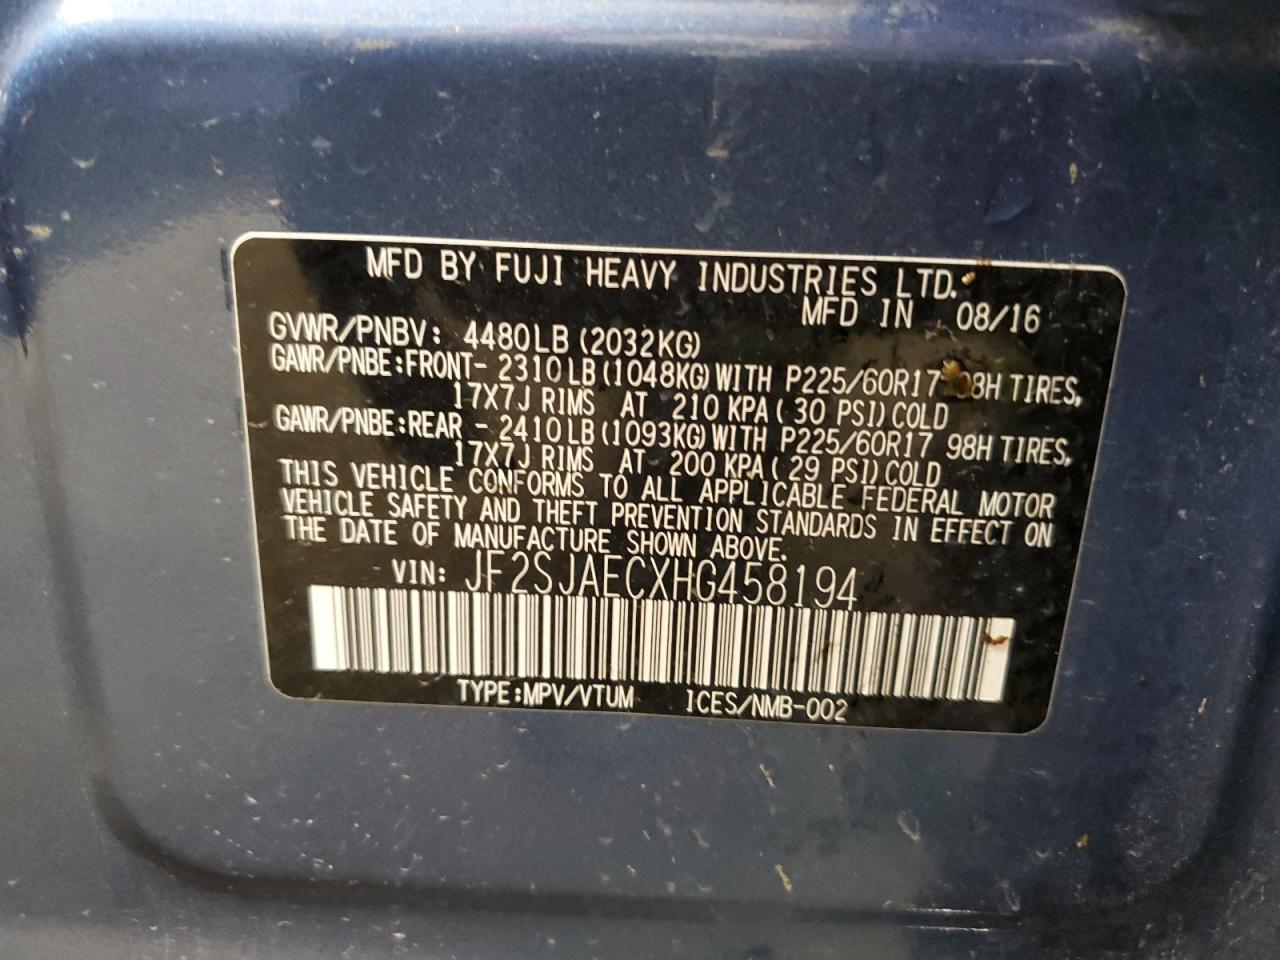 MFD BY FUJI HEAVY INDUSTRIES LTD.
MFD IN 08/16
GVWR/PNBV: 4480LB (2032KG)
GAWR/PNBE:FRONT- 2310LB(1048KG)WITH P225/60R17 98H TIRES,
17X7J RIMS AT 210 KPA( 30 PSI)COLD
GAWR/PNBE:REAR - 2410LB(1093KG)WITH P225/60R17 98H TIRES,
17X7J RIMS AT 200 KPA( 29 PSI)COLD
THIS VEHICLE CONFORMS TO ALL APPLICABLE FEDERAL MOTOR
VEHICLE SAFETY AND THEFT PREVENTION STANDARDS IN EFFECT ON
THE DATE OF MANUFACTURE SHOWN ABOVE.
VIN: JF2SJAECXHG458194
TYPE:MPV/VTUM ICES/NMB-002